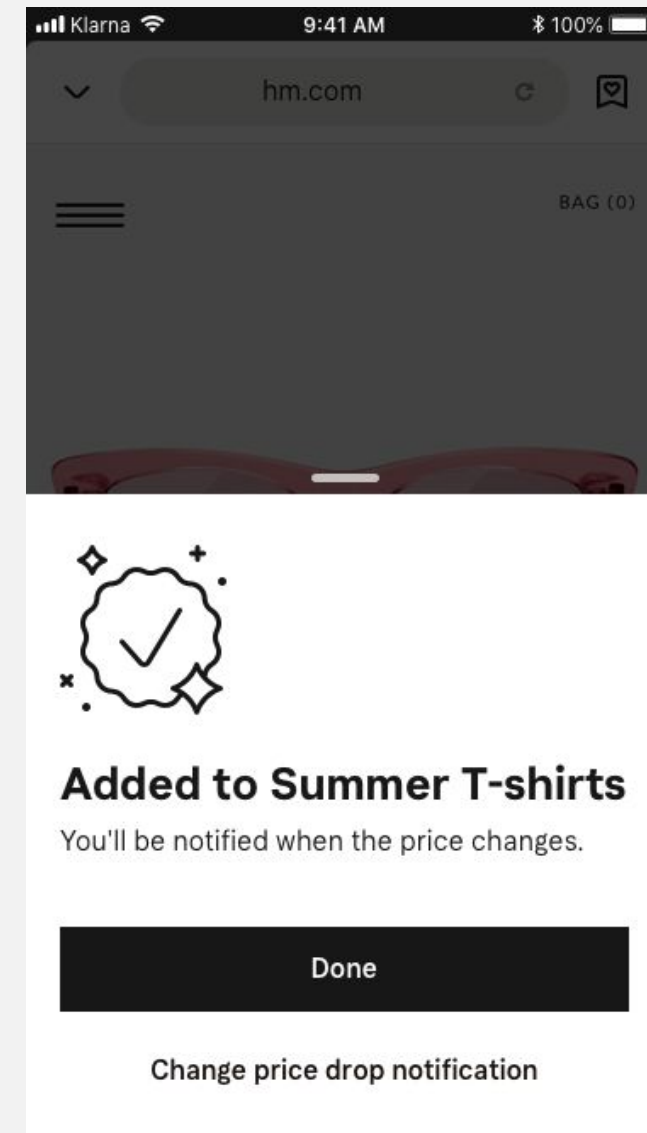 Klarna 9:41 AM 100%
hm.com
BAG (0)
Added to Summer T-shirts
You'll be notified when the price changes.
Done
Change price drop notification